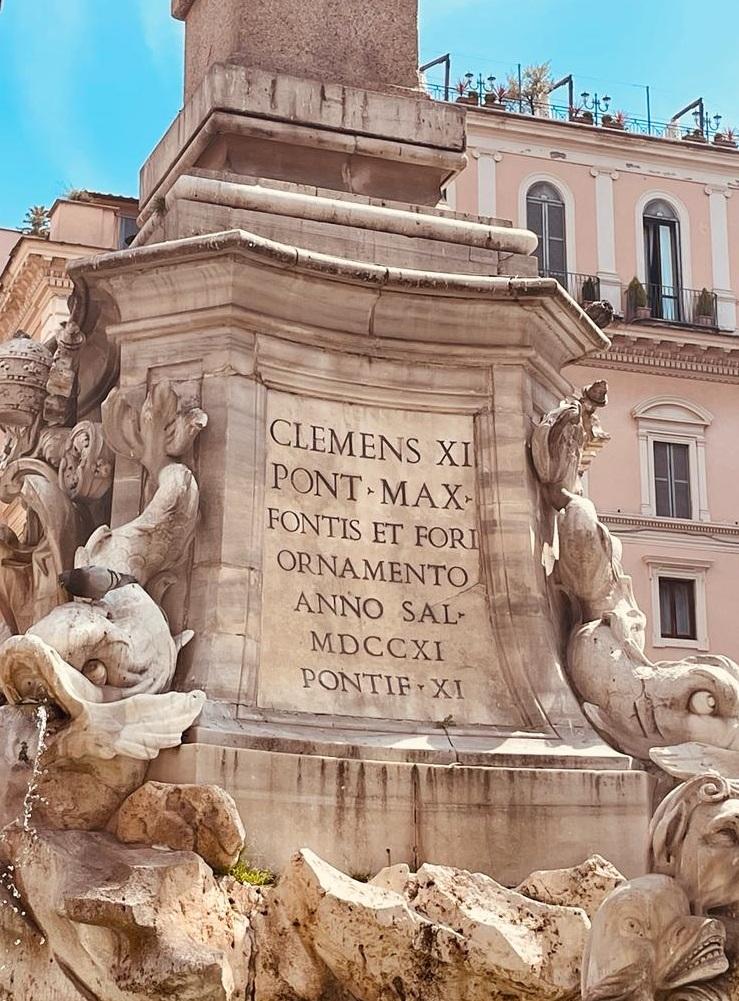 CLEMENS XI
PONT · MAX ·
FONTIS ET FORI
ORNAMENTO
ANNO SAL ·
MDCCXI
PONTIF · XI